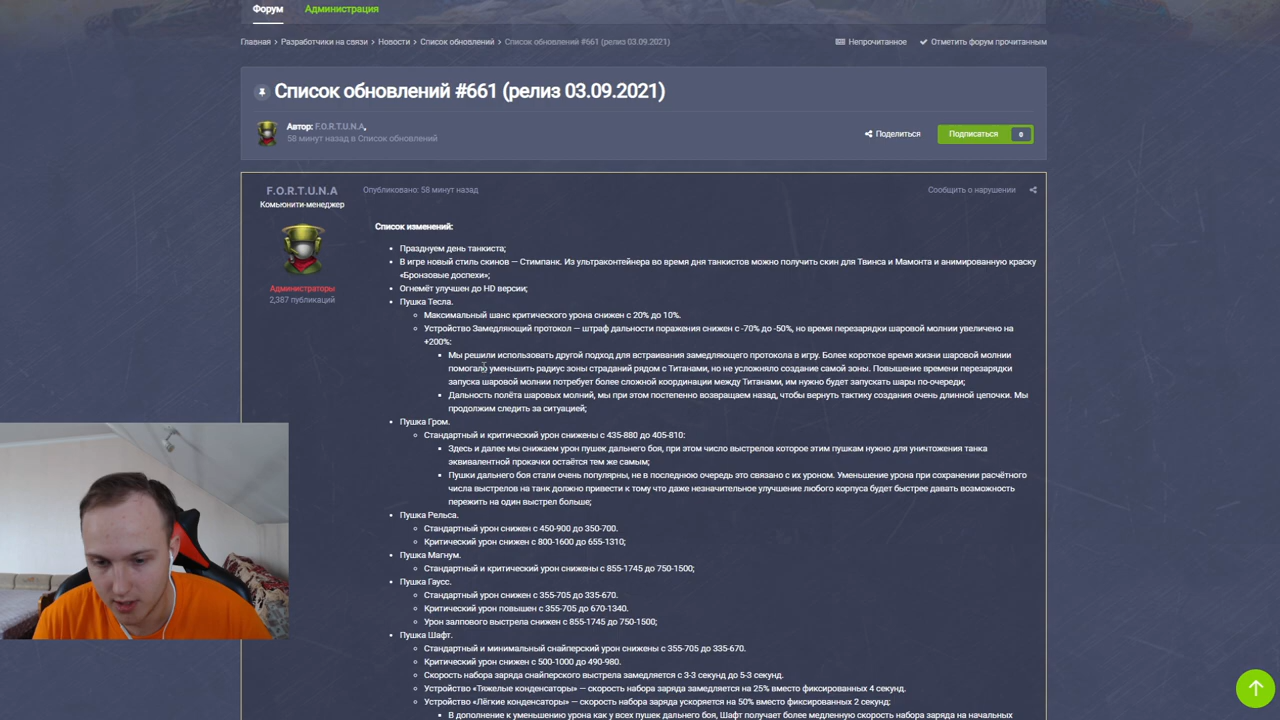 Форум Администрация
Главная > Разработчики на связи > Новости > Список обновлений > Список обновлений #661 (релиз 03.09.2021) Непрочитанное Отметить форум прочитанным
Список обновлений #661 (релиз 03.09.2021)
Автор: F.O.R.T.U.N.A,
58 минут назад в Список обновлений
Поделиться Подписаться 0
F.O.R.T.U.N.A
Комьюнити-менеджер
Администраторы
2,387 публикаций
Опубликовано: 58 минут назад Сообщить о нарушении
Список изменений:
• Празднуем день танкиста;
• В игре новый стиль скинов — Стимпанк. Из ультраконтейнера во время дня танкистов можно получить скин для Твинса и Мамонта и анимированную краску
«Бронзовые доспехи»;
• Огнемёт улучшен до HD версии;
• Пушка Тесла.
Максимальный шанс критического урона снижен с 20% до 10%.
Устройство Замедляющий протокол — штраф дальности поражения снижен с -70% до -50%, но время перезарядки шаровой молнии увеличено на
+200%:
Мы решили использовать другой подход для встраивания замедляющего протокола в игру. Более короткое время жизни шаровой молнии
помогало уменьшить радиус зоны страданий рядом с Титанами, но не усложняло создание самой зоны. Повышение времени перезарядки
запуска шаровой молнии потребует более сложной координации между Титанами, им нужно будет запускать шары по-очереди;
Дальность полёта шаровых молний, мы при этом постепенно возвращаем назад, чтобы вернуть тактику создания очень длинной цепочки. Мы
продолжим следить за ситуацией;
• Пушка Гром.
Стандартный и критический урон снижены с 435-880 до 405-810:
Здесь и далее мы снижаем урон пушек дальнего боя, при этом число выстрелов которое этим пушкам нужно для уничтожения танка
эквивалентной прокачки остаётся тем же самым;
Пушки дальнего боя стали очень популярны, не в последнюю очередь это связано с их уроном. Уменьшение урона при сохранении расчётного
числа выстрелов на танк должно привести к тому что даже незначительное улучшение любого корпуса будет быстрее давать возможность
пережить на один выстрел больше;
• Пушка Рельса.
Стандартный урон снижен с 450-900 до 350-700.
Критический урон снижен с 800-1600 до 655-1310;
• Пушка Магнум.
Стандартный и критический урон снижены с 855-1745 до 750-1500;
• Пушка Гаусс.
Стандартный урон снижен с 355-705 до 335-670.
Критический урон повышен с 355-705 до 670-1340.
Урон залпового выстрела снижен с 855-1745 до 750-1500;
• Пушка Шафт.
Стандартный и минимальный снайперский урон снижены с 355-705 до 335-670.
Критический урон снижен с 500-1000 до 490-980.
Скорость набора заряда снайперского выстрела замедляется с 3-3 секунд до 5-3 секунд.
Устройство «Тяжелые конденсаторы» — скорость набора заряда замедляется на 25% вместо фиксированных 4 секунд.
Устройство «Лёгкие конденсаторы» — скорость набора заряда ускоряется на 50% вместо фиксированных 2 секунд:
В дополнение к уменьшению урона как у всех пушек дальнего боя, Шафт получает более медленную скорость набора заряда на начальных